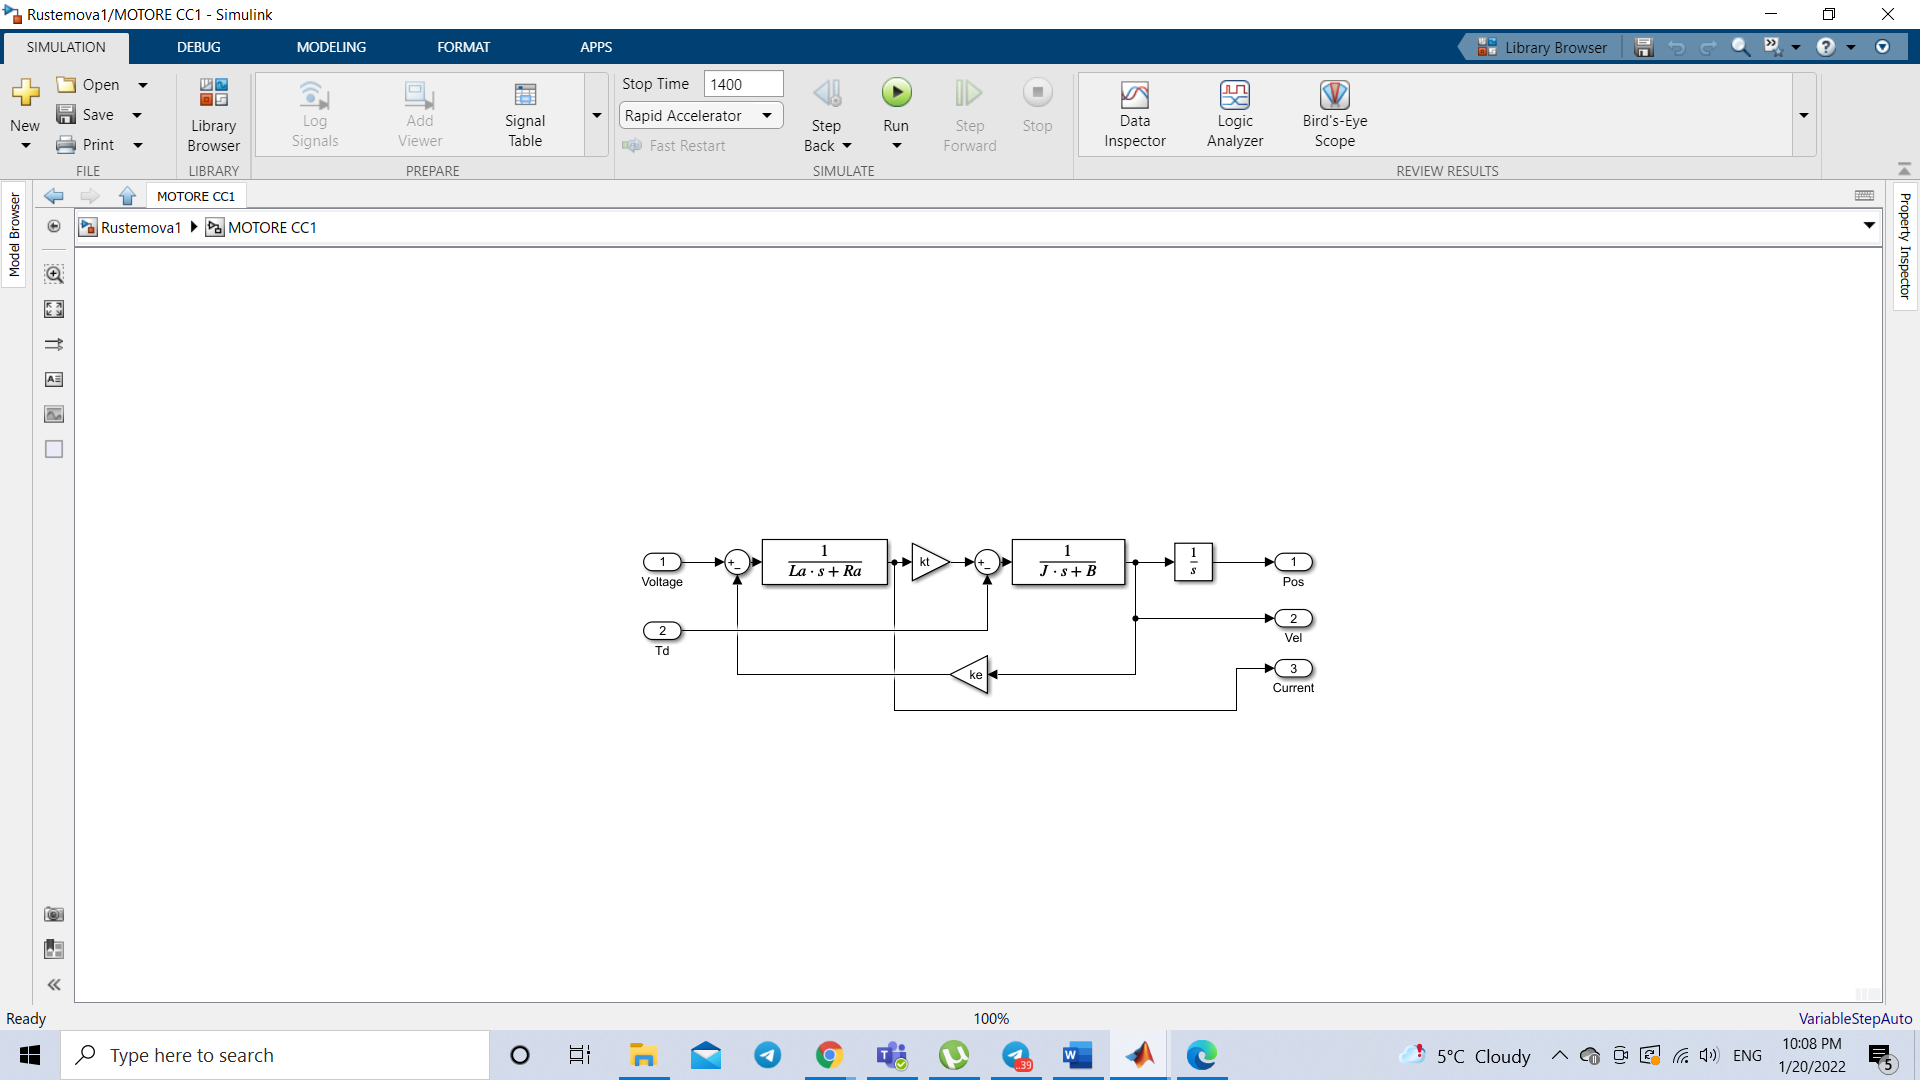 Rustemova1/MOTORE CC1 - Simulink
SIMULATION
DEBUG
MODELING
FORMAT
APPS
Library Browser
New
Open
Save
Print
FILE
Library
Browser
LIBRARY
Log
Signals
Add
Viewer
Signal
Table
PREPARE
Stop Time 1400
Rapid Accelerator
Fast Restart
Step
Back
Run
Step
Forward
Stop
SIMULATE
Data
Inspector
Logic
Analyzer
Bird's-Eye
Scope
REVIEW RESULTS
Model Browser
MOTORE CC1
Rustemova1
MOTORE CC1
Property Inspector
1
Voltage
+
_
1
La · s + Ra
kt
+
_
1
J · s + B
1
s
1
Pos
2
Td
2
Vel
ke
3
Current
Ready
100%
VariableStepAuto
Type here to search
..39
5°C Cloudy
ENG
10:08 PM
1/20/2022
5